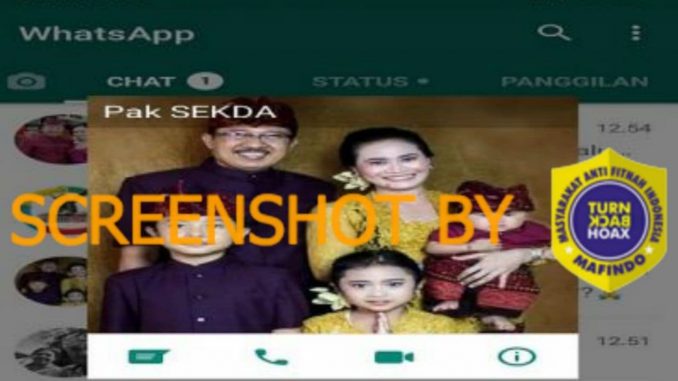 WhatsApp
CHAT 1 STATUS PANGGILAN
Pak SEKDA
12.54
SCREENSHOT BY
MASYARAKAT ANTI FITNAH INDONESIA
TURN
BACK
HOAX
MAFINDO
?
12.51